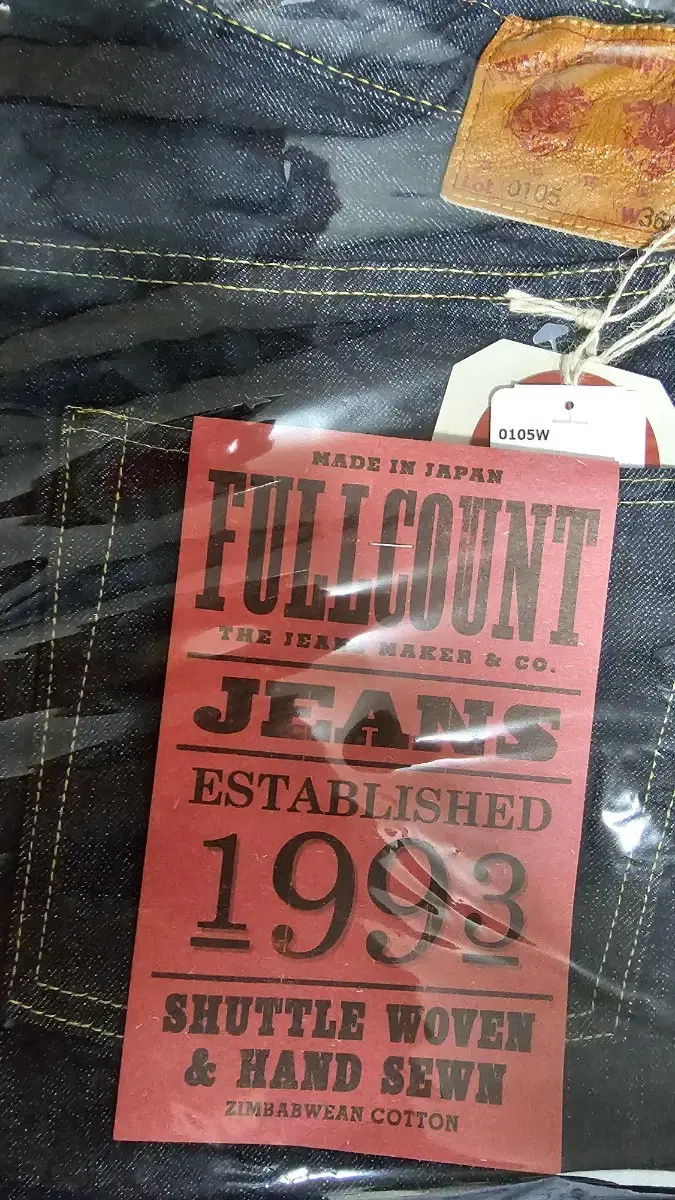 Lot 0105
W36
0105W
MADE IN JAPAN
FULLCOUNT
THE JEANS MAKER & CO.
JEANS
ESTABLISHED
1993
SHUTTLE WOVEN
& HAND SEWN
ZIMBABWEAN COTTON